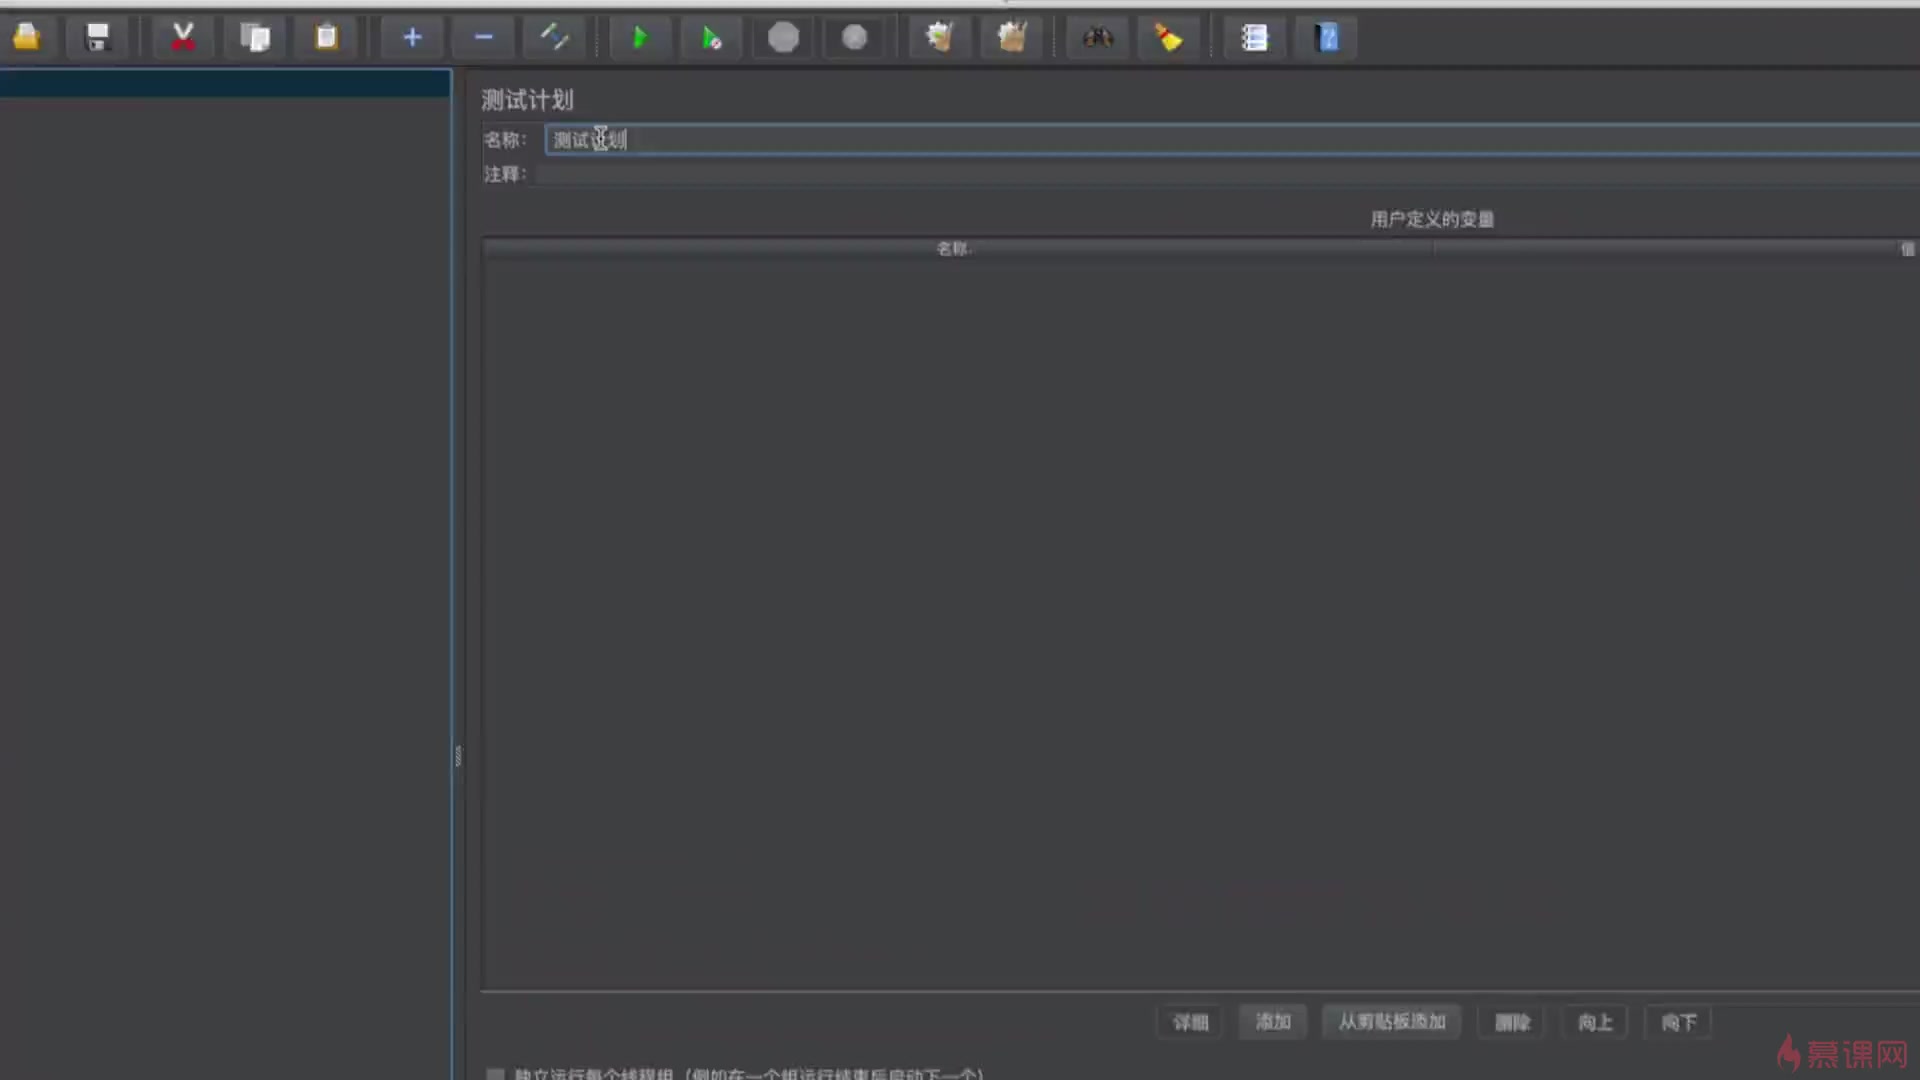 测试计划
名称： 测试计划
注释：
用户定义的变量
名称： 值
详细 添加 从剪贴板添加 删除 向上 向下
独立运行每个线程组（例如在一个组运行结束后启动下一个）
慕课网